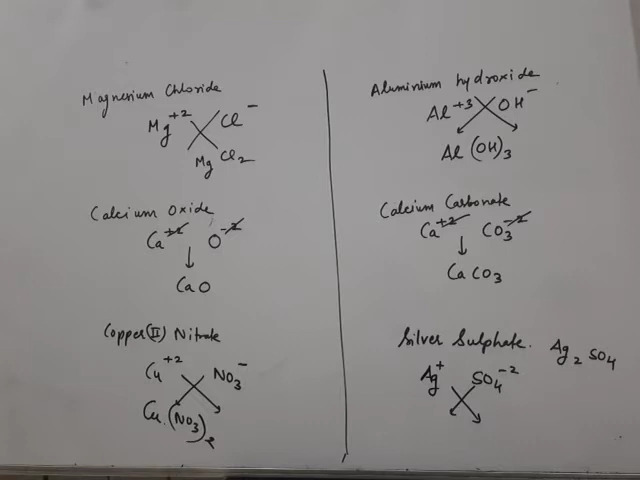 Magnesium Chloride
Mg+2 Cl-
MgCl2
Calcium Oxide
Ca+2 O-2
CaO
Copper (II) Nitrate
Cu+2 NO3-
Cu(NO3)2
Aluminium hydroxide
Al+3 OH-
Al(OH)3
Calcium Carbonate
Ca+2 CO3-2
CaCO3
Silver Sulphate. Ag2SO4
Ag+ SO4-2